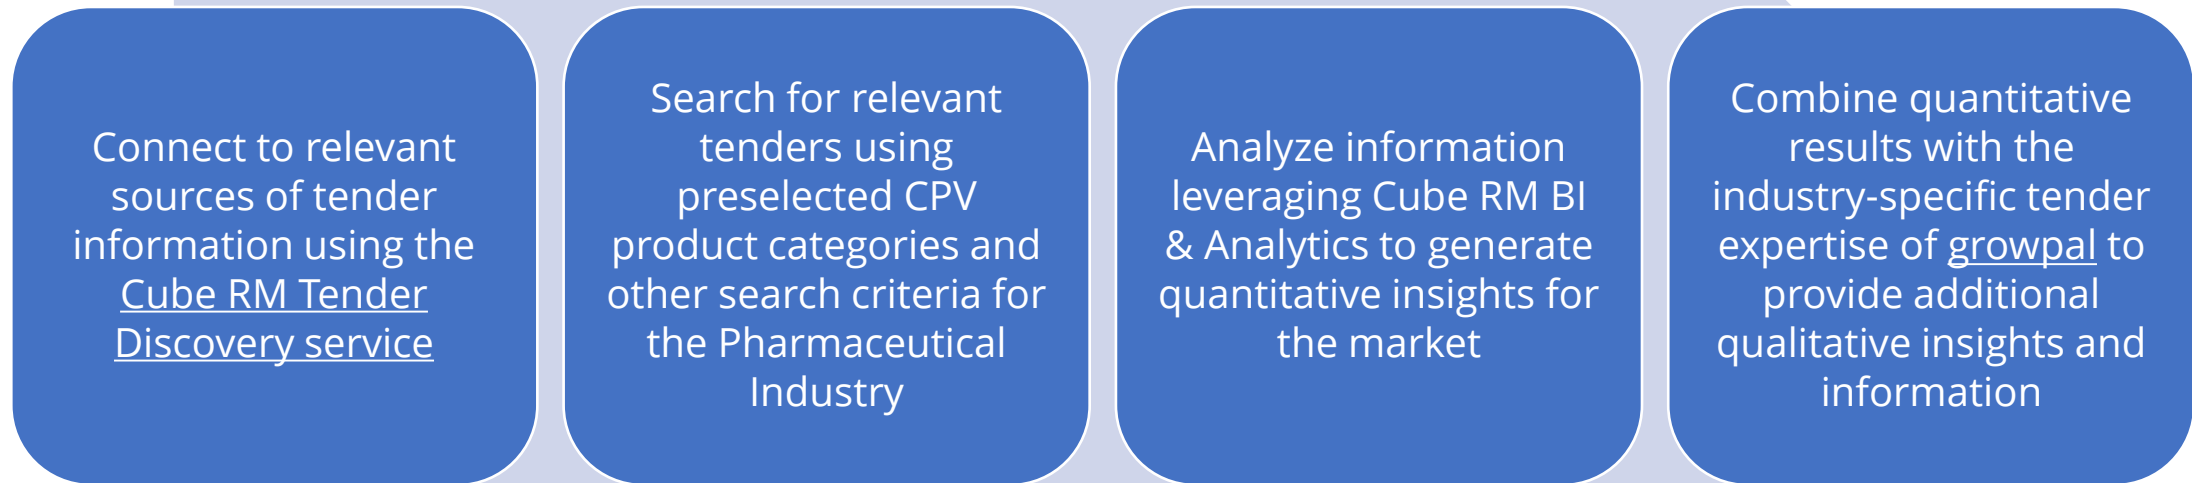 Connect to relevant
sources of tender
information using the
Cube RM Tender
Discovery service
Search for relevant
tenders using
preselected CPV
product categories and
other search criteria for
the Pharmaceutical
Industry
Analyze information
leveraging Cube RM BI
& Analytics to generate
quantitative insights for
the market
Combine quantitative
results with the
industry-specific tender
expertise of growpal to
provide additional
qualitative insights and
information